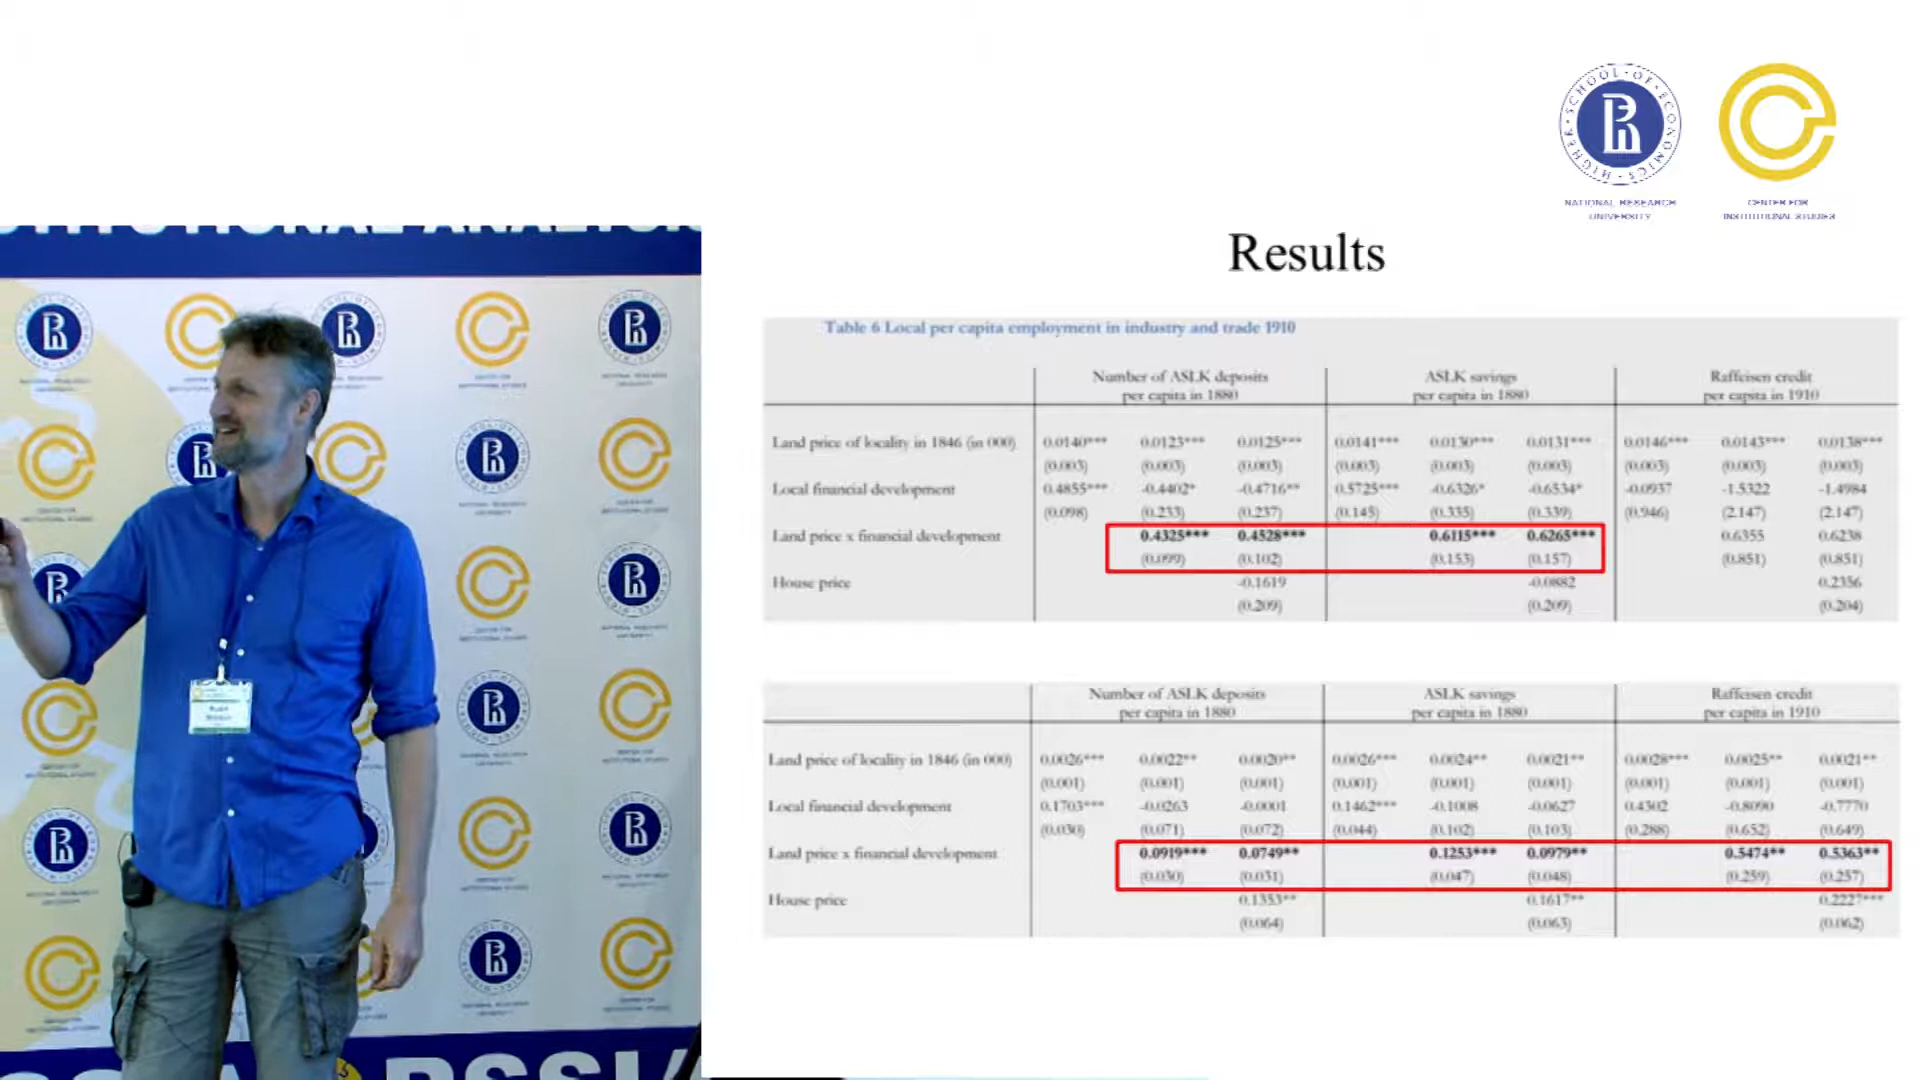 HIGHER · SCHOOL · OF · ECONOMICS
NATIONAL RESEARCH
UNIVERSITY
CENTER FOR
INSTITUTIONAL STUDIES
Results
Table 6 Local per capita employment in industry and trade 1910
Number of ASLK deposits ASLK savings Raffeisen credit
per capita in 1880 per capita in 1880 per capita in 1910
Land price of locality in 1846 (in 000) 0.0140*** 0.0123*** 0.0125*** 0.0141*** 0.0130*** 0.0131*** 0.0146*** 0.0143*** 0.0138***
(0.003) (0.003) (0.003) (0.003) (0.003) (0.003) (0.003) (0.003) (0.003)
Local financial development 0.4855*** -0.4402* -0.4716** 0.5725*** -0.6326* -0.6534* -0.0937 -1.5322 -1.4984
(0.098) (0.233) (0.237) (0.145) (0.335) (0.339) (0.946) (2.147) (2.147)
Land price x financial development 0.4325*** 0.4528*** 0.6115*** 0.6265*** 0.6355 0.6238
(0.099) (0.102) (0.153) (0.157) (0.851) (0.851)
House price -0.1619 -0.0882 0.2356
(0.209) (0.209) (0.204)
Number of ASLK deposits ASLK savings Raffeisen credit
per capita in 1880 per capita in 1880 per capita in 1910
Land price of locality in 1846 (in 000) 0.0026*** 0.0022** 0.0020** 0.0026*** 0.0024** 0.0021** 0.0028*** 0.0025** 0.0021**
(0.001) (0.001) (0.001) (0.001) (0.001) (0.001) (0.001) (0.001) (0.001)
Local financial development 0.1703*** -0.0263 -0.0001 0.1462*** -0.1008 -0.0627 0.4302 -0.8090 -0.7770
(0.030) (0.071) (0.072) (0.044) (0.102) (0.103) (0.288) (0.652) (0.649)
Land price x financial development 0.0919*** 0.0749** 0.1253*** 0.0979** 0.5474** 0.5363**
(0.030) (0.031) (0.047) (0.048) (0.259) (0.257)
House price 0.1353** 0.1617** 0.2227***
(0.064) (0.063) (0.062)